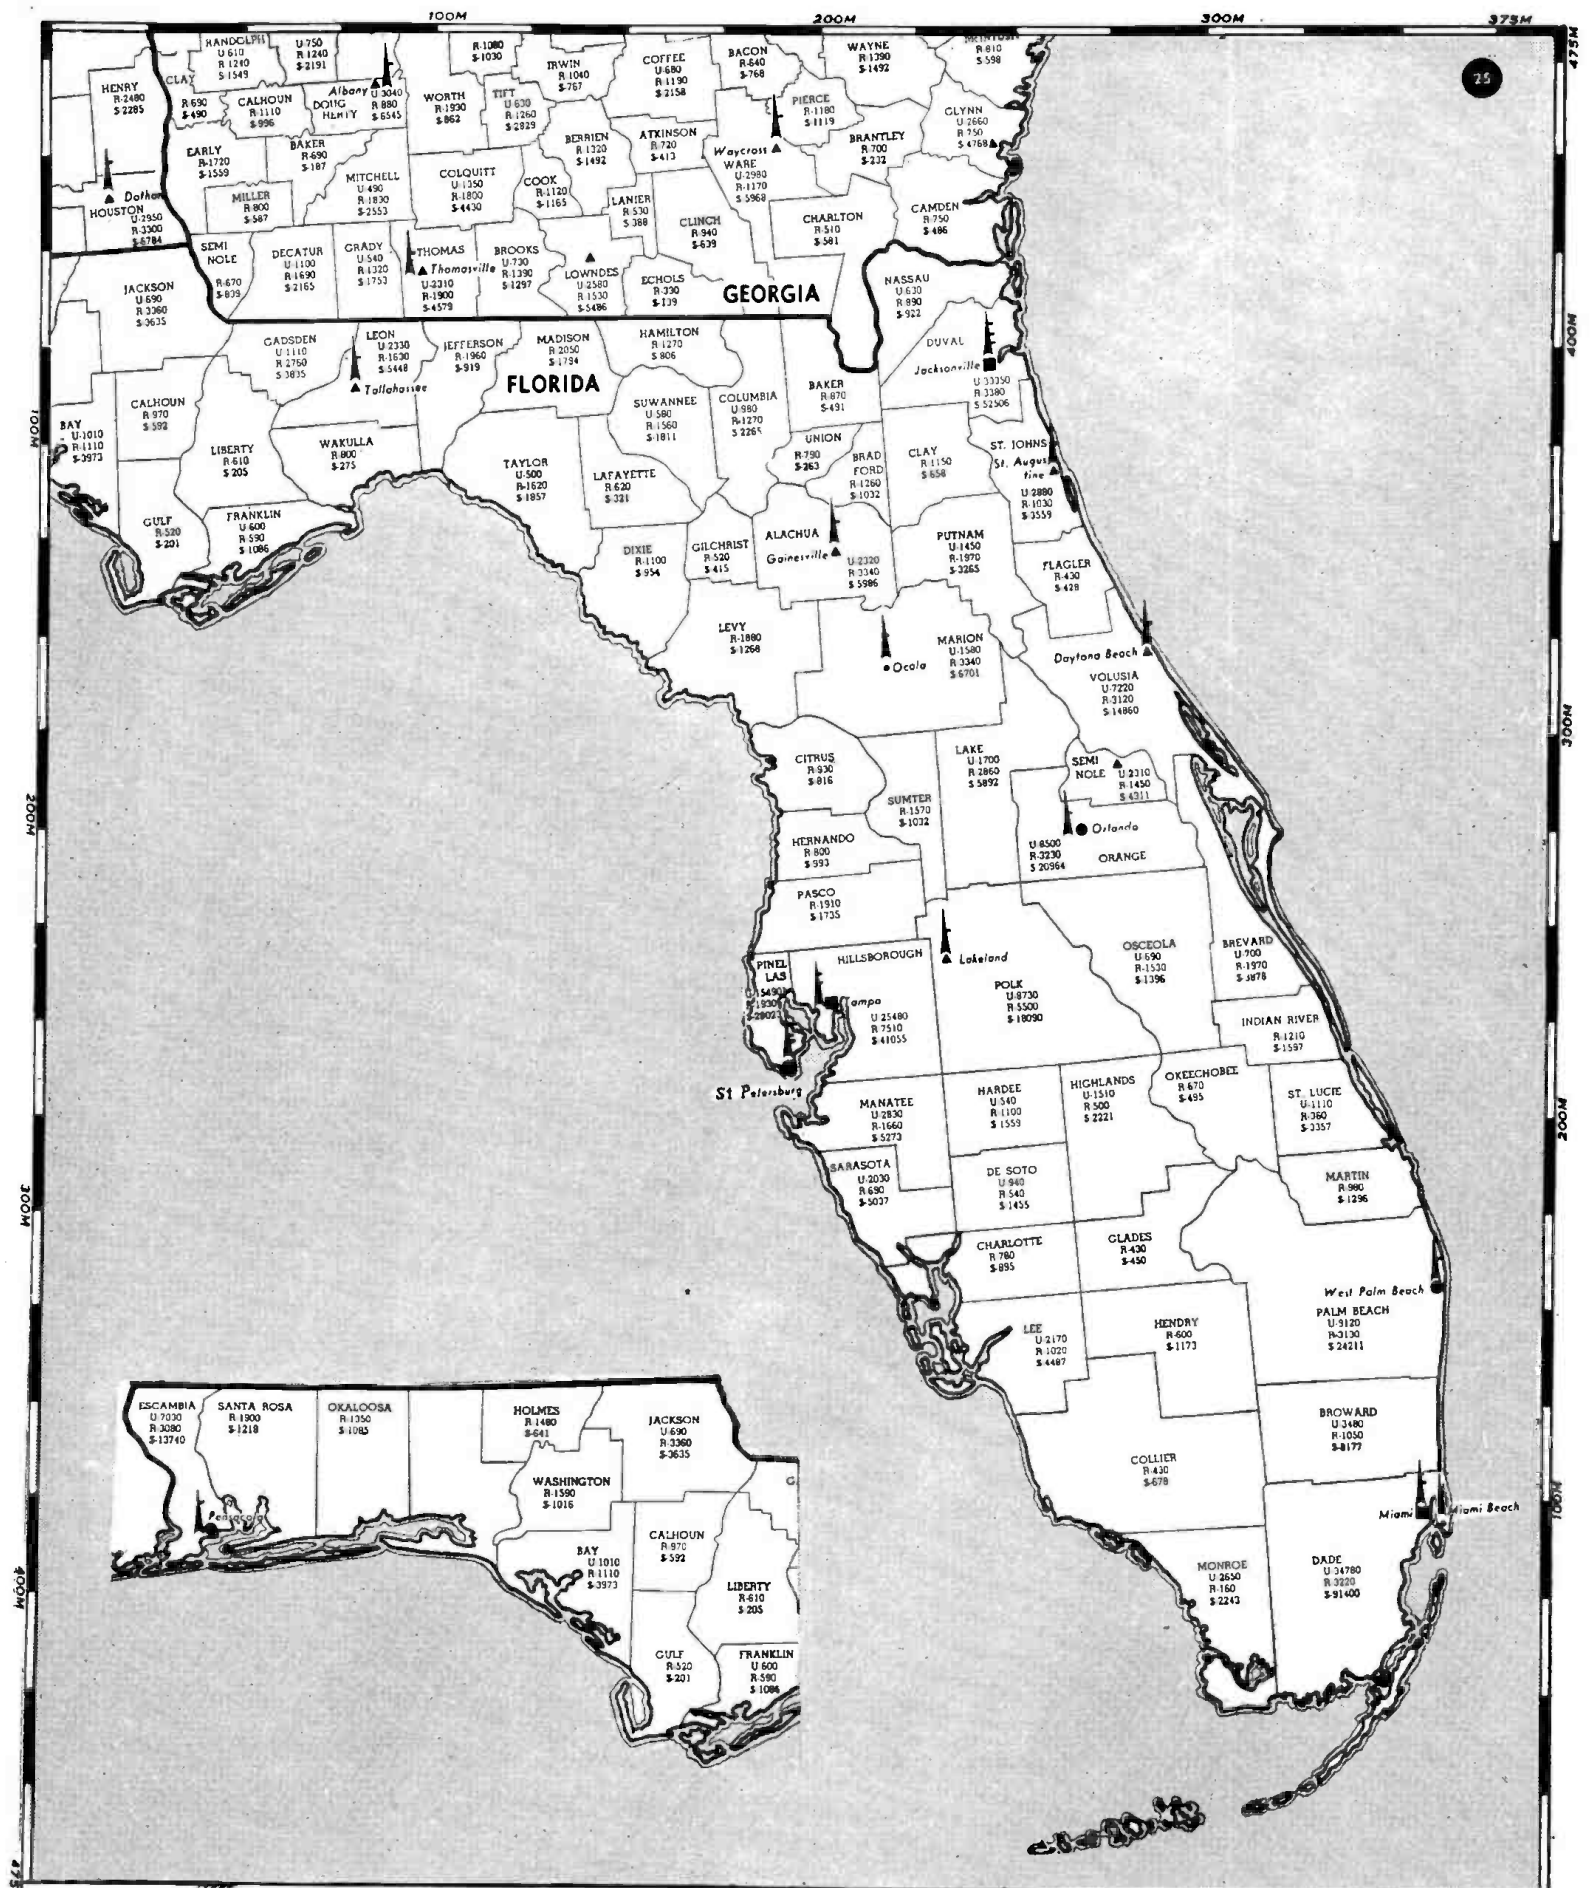 100M
200M
300M
375M
475M
25
RANDOLPH
U 610
R 1240
S-1549
U-750
R-1240
S-2191
R-1080
S-1030
IRWIN
R-1040
S-767
COFFEE
U-680
R-1190
S-2158
BACON
R-640
S-768
WAYNE
R-1390
S-1492
R-810
S-598
HENRY
R-2480
S-2285
CLAY
R-690
S-490
CALHOUN
R-1110
S-996
Albany
DOUG
HERTY
U 3040
R 880
S-6545
WORTH
R-1930
S-862
TIFT
U-630
R-1260
S-2829
PIERCE
R-1180
S-1119
GLYNN
U-2660
R 750
S 4768
EARLY
R-1720
S-1559
BAKER
R-690
S-187
MITCHELL
U-490
R-1830
S-2553
COLQUITT
U-1350
R-1800
S-4430
BERRIEN
R-1320
S-1492
ATKINSON
R-720
S-413
Waycross
WARE
U-2980
R-1170
S-5968
BRANTLEY
R-700
S-232
Dothan
HOUSTON
U-2950
R-3300
S-6784
MILLER
R-800
S-587
COOK
R-1120
S-1165
LANIER
R-530
S 388
CLINCH
R-940
S-639
CHARLTON
R-510
S-581
CAMDEN
R-750
S-486
SEMI
NOLE
R-670
S-839
DECATUR
U-1100
R-1690
S-2165
GRADY
U-540
R-1320
S-1753
THOMAS
Thomasville
U-2310
R-1900
S-4579
BROOKS
U-730
R-1390
S-1297
LOWNDES
U-2580
R-1530
S-5486
ECHOLS
R-330
S-139
GEORGIA
JACKSON
U 690
R-3360
S-3635
NASSAU
U-630
R-890
S-922
GADSDEN
U-1110
R-2760
S-3835
LEON
U-2330
R-1630
S-5448
Tallahassee
JEFFERSON
R-1960
S-919
MADISON
R-2050
S-1794
HAMILTON
R-1270
S 806
FLORIDA
DUVAL
Jacksonville
U 33350
R 3380
S 52506
400M
100M
BAY
U-1010
R-1110
S-3973
CALHOUN
R-970
S-592
LIBERTY
R-610
S-205
WAKULLA
R-800
S-275
TAYLOR
U-500
R-1620
S-1857
SUWANNEE
U-580
R-1560
S-1811
COLUMBIA
U-980
R-1270
S-2265
BAKER
R-870
S-491
UNION
R-790
S-263
BRAD
FORD
R-1260
S-1032
CLAY
R-1150
S-658
ST. JOHNS
St. Augus
tine
U-2880
R-1030
S-3559
LAFAYETTE
R-620
S-321
GULF
R-520
S-201
FRANKLIN
U-600
R-590
S-1086
DIXIE
R-1100
S-954
GILCHRIST
R-520
S-415
ALACHUA
Gainesville
U-2320
R-3340
S-5986
PUTNAM
U-1450
R-1970
S-3265
FLAGLER
R-430
S-428
LEVY
R-1880
S-1268
Ocala
MARION
U-1580
R-3340
S-6701
Daytona Beach
VOLUSIA
U-7220
R-3120
S-14860
300M
200M
CITRUS
R-930
S-816
SUMTER
R-1570
S-1032
LAKE
U-1700
R-2860
S 5892
SEMI
NOLE
U 2310
R-1450
S-4311
Orlando
U-8500
R-3230
S 20964
ORANGE
HERNANDO
R-800
S-993
PASCO
R-1910
S-1735
PINEL
LAS
HILLSBOROUGH
Tampa
U 25480
R 7510
S-41055
Lakeland
POLK
U-8730
R-5500
S-18090
OSCEOLA
U-690
R-1530
S-1396
BREVARD
U-700
R-1970
S-3878
INDIAN RIVER
R-1210
S-1597
St Petersburg
MANATEE
U-2830
R-1660
S-5273
HARDEE
U-540
R-1100
S 1559
HIGHLANDS
U-1510
R 500
S 2221
OKEECHOBEE
R-670
S-495
ST. LUCIE
U-1110
R-360
S-3357
200M
300M
SARASOTA
U-2030
R-690
S-5037
DE SOTO
U 940
R-540
S-1455
MARTIN
R-980
S-1296
CHARLOTTE
R 780
S-895
GLADES
R-430
S-450
West Palm Beach
PALM BEACH
U-9120
R-3130
S 24211
LEE
U-2170
R-1020
S-4487
HENDRY
R-600
S-1173
BROWARD
U-3480
R-1050
S-8177
COLLIER
R-430
S-678
Miami
Miami Beach
100M
MONROE
U-2650
R-160
S-2243
DADE
U-34780
R-3220
S-91400
ESCAMBIA
U-7030
R-3080
S-13740
SANTA ROSA
R-1900
S-1218
OKALOOSA
R-1350
S-1085
HOLMES
R-1480
S-641
JACKSON
U-690
R-3360
S-3635
WASHINGTON
R-1590
S-1016
G
Pensacola
BAY
U-1010
R-1110
S-3973
CALHOUN
R-970
S-592
LIBERTY
R-610
S 205
400M
GULF
R-520
S-201
FRANKLIN
U 600
R-590
S-1086
475